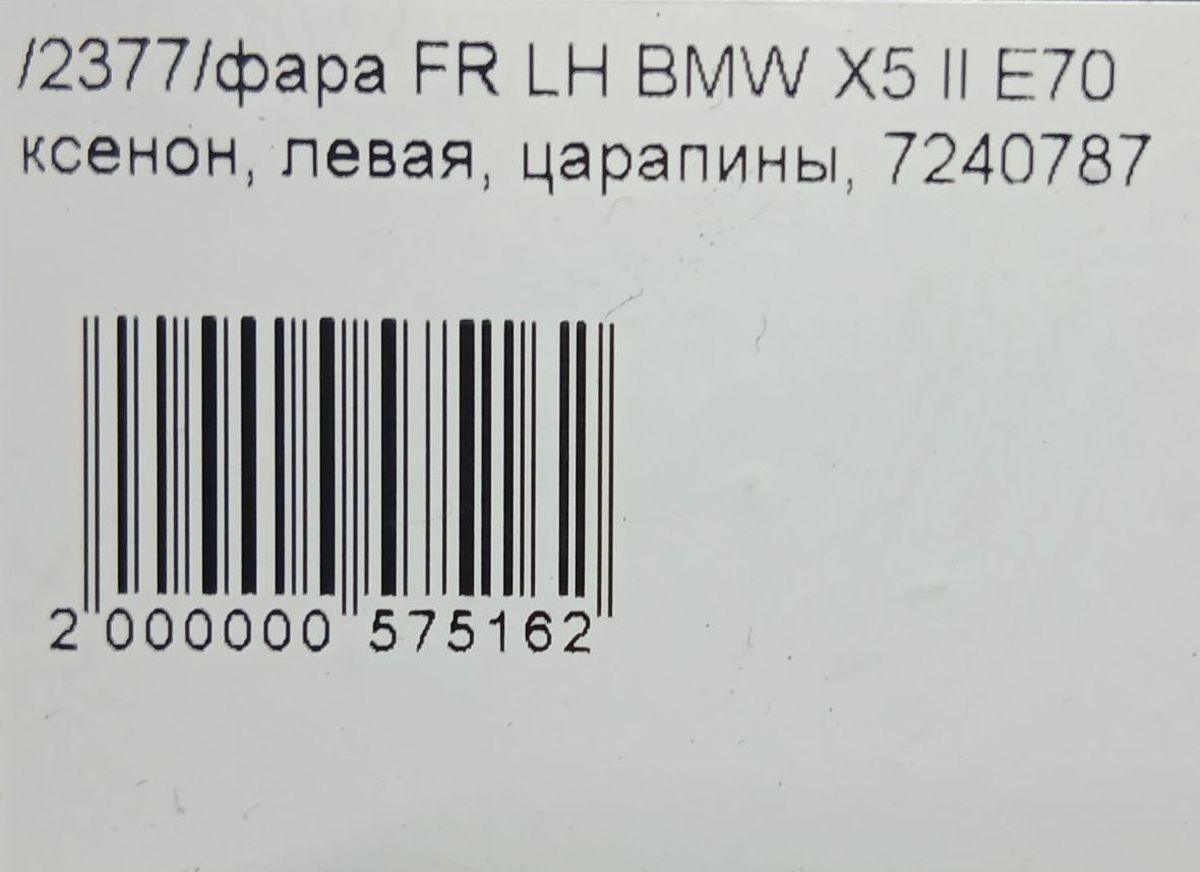 /2377/фара FR LH BMW X5 II E70
ксенон, левая, царапины, 7240787
2 000000 575162